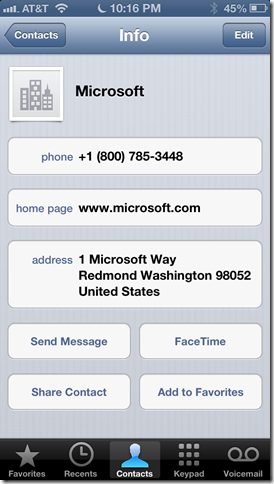 AT&T 10:16 PM 45%
Contacts Info Edit
Microsoft
phone +1 (800) 785-3448
home page www.microsoft.com
address 1 Microsoft Way
Redmond Washington 98052
United States
Send Message FaceTime
Share Contact Add to Favorites
Favorites Recents Contacts Keypad Voicemail